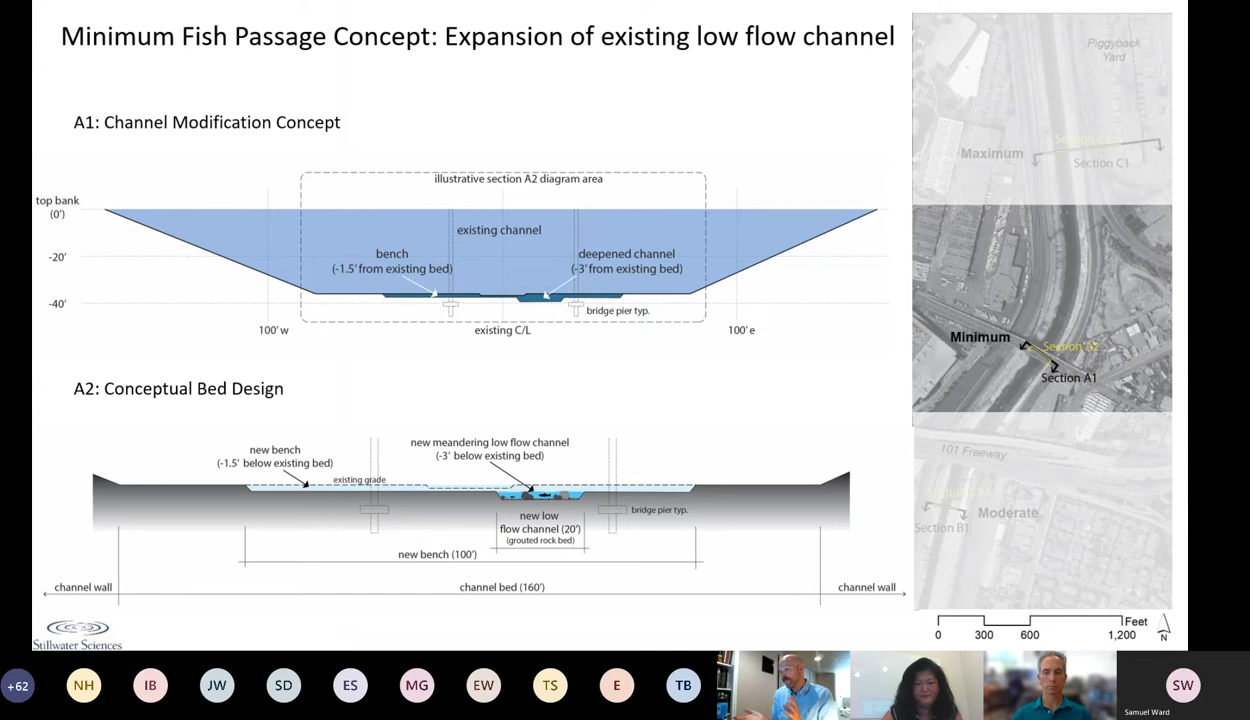 Minimum Fish Passage Concept: Expansion of existing low flow channel
A1: Channel Modification Concept
illustrative section A2 diagram area
top bank
(0')
existing channel
bench
(-1.5' from existing bed)
deepened channel
(-3' from existing bed)
-20'
-40'
bridge pier typ.
100' w
existing C/L
100' e
A2: Conceptual Bed Design
new bench
(-1.5' below existing bed)
new meandering low flow channel
(-3' below existing bed)
existing grade
bridge pier typ.
new low
flow channel (20')
(grouted rock bed)
new bench (100')
channel wall
channel bed (160')
channel wall
Stillwater Sciences
Piggyback
Yard
Maximum
Section C1
Minimum
Section A2
Section A1
101 Freeway
Moderate
Section B1
Feet
0
300
600
1,200
N
+62
NH
IB
JW
SD
ES
MG
EW
TS
E
TB
SW
Samuel Ward